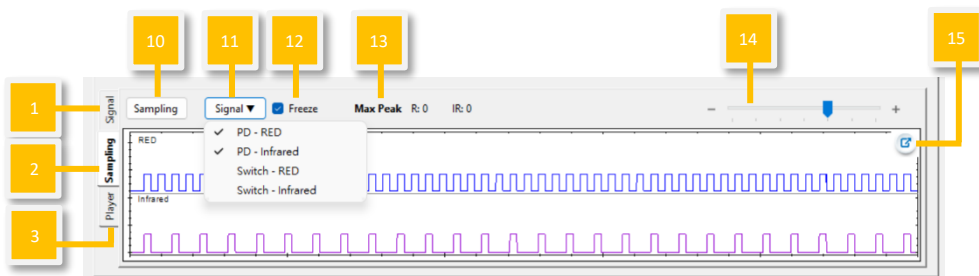 10
11
12
13
14
15
1
Signal
Sampling
Signal ▼
Freeze
Max Peak R: 0 IR: 0
− +
2
Sampling
RED
✓ PD - RED
✓ PD - Infrared
Switch - RED
Switch - Infrared
3
Player
Infrared